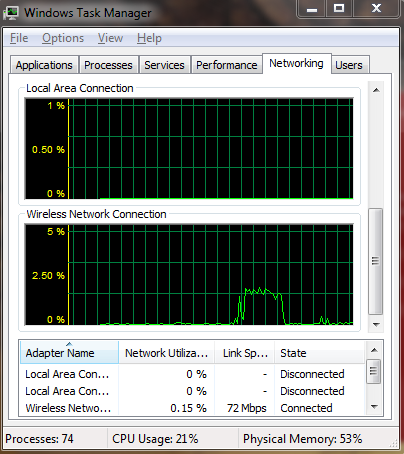 Windows Task Manager
File Options View Help
Applications Processes Services Performance Networking Users
Local Area Connection
1 %
0.50 %
0 %
Wireless Network Connection
5 %
2.50 %
0 %
Adapter Name Network Utiliza... Link Sp... State
Local Area Con... 0 % - Disconnected
Local Area Con... 0 % - Disconnected
Wireless Netwo... 0.15 % 72 Mbps Connected
Processes: 74 CPU Usage: 21% Physical Memory: 53%